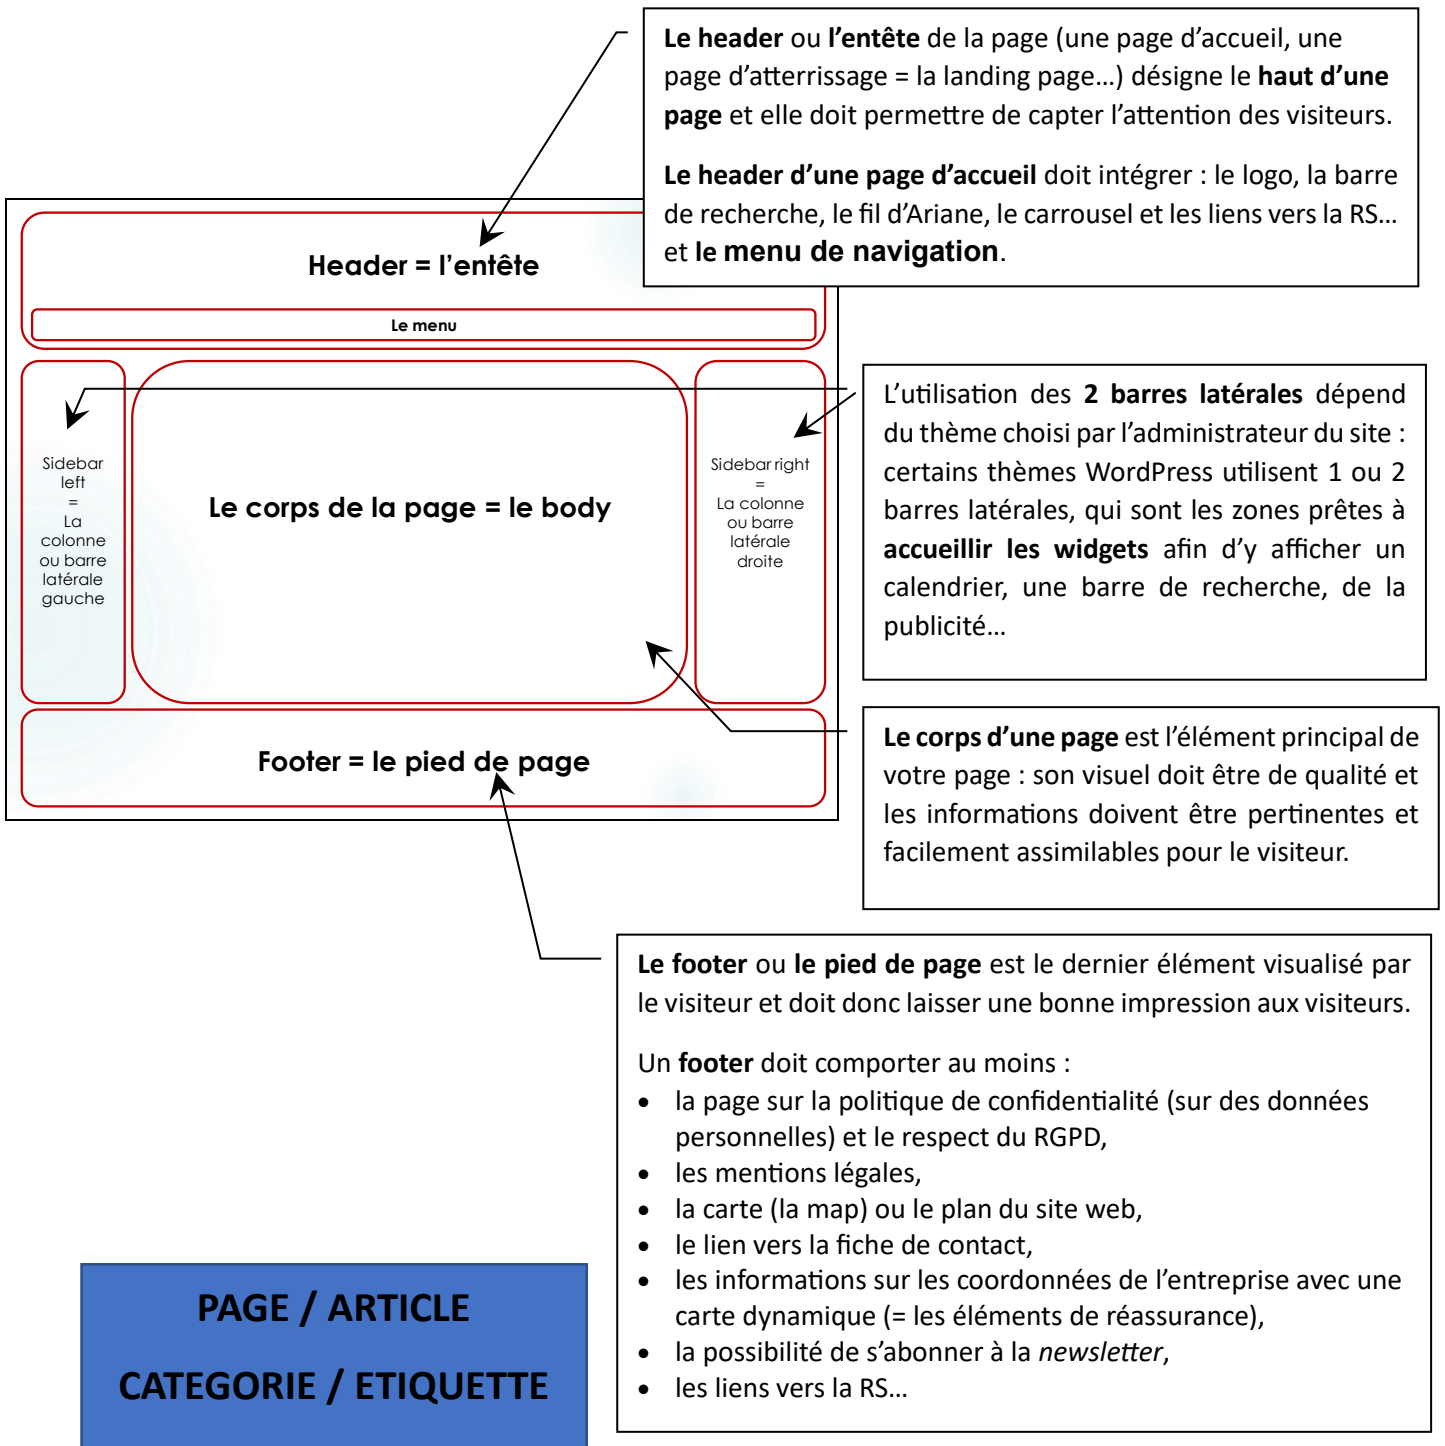 Le header ou l’entête de la page (une page d’accueil, une
page d’atterrissage = la landing page…) désigne le haut d’une
page et elle doit permettre de capter l’attention des visiteurs.
Le header d’une page d’accueil doit intégrer : le logo, la barre
de recherche, le fil d’Ariane, le carrousel et les liens vers la RS…
et le menu de navigation.
Header = l’entête
Le menu
Sidebar
left
=
La
colonne
ou barre
latérale
gauche
Le corps de la page = le body
Sidebar right
=
La colonne
ou barre
latérale
droite
L’utilisation des 2 barres latérales dépend
du thème choisi par l’administrateur du site :
certains thèmes WordPress utilisent 1 ou 2
barres latérales, qui sont les zones prêtes à
accueillir les widgets afin d’y afficher un
calendrier, une barre de recherche, de la
publicité…
Footer = le pied de page
Le corps d’une page est l’élément principal de
votre page : son visuel doit être de qualité et
les informations doivent être pertinentes et
facilement assimilables pour le visiteur.
Le footer ou le pied de page est le dernier élément visualisé par
le visiteur et doit donc laisser une bonne impression aux visiteurs.
Un footer doit comporter au moins :
• la page sur la politique de confidentialité (sur des données
personnelles) et le respect du RGPD,
• les mentions légales,
• la carte (la map) ou le plan du site web,
• le lien vers la fiche de contact,
• les informations sur les coordonnées de l’entreprise avec une
carte dynamique (= les éléments de réassurance),
• la possibilité de s’abonner à la newsletter,
• les liens vers la RS…
PAGE / ARTICLE
CATEGORIE / ETIQUETTE